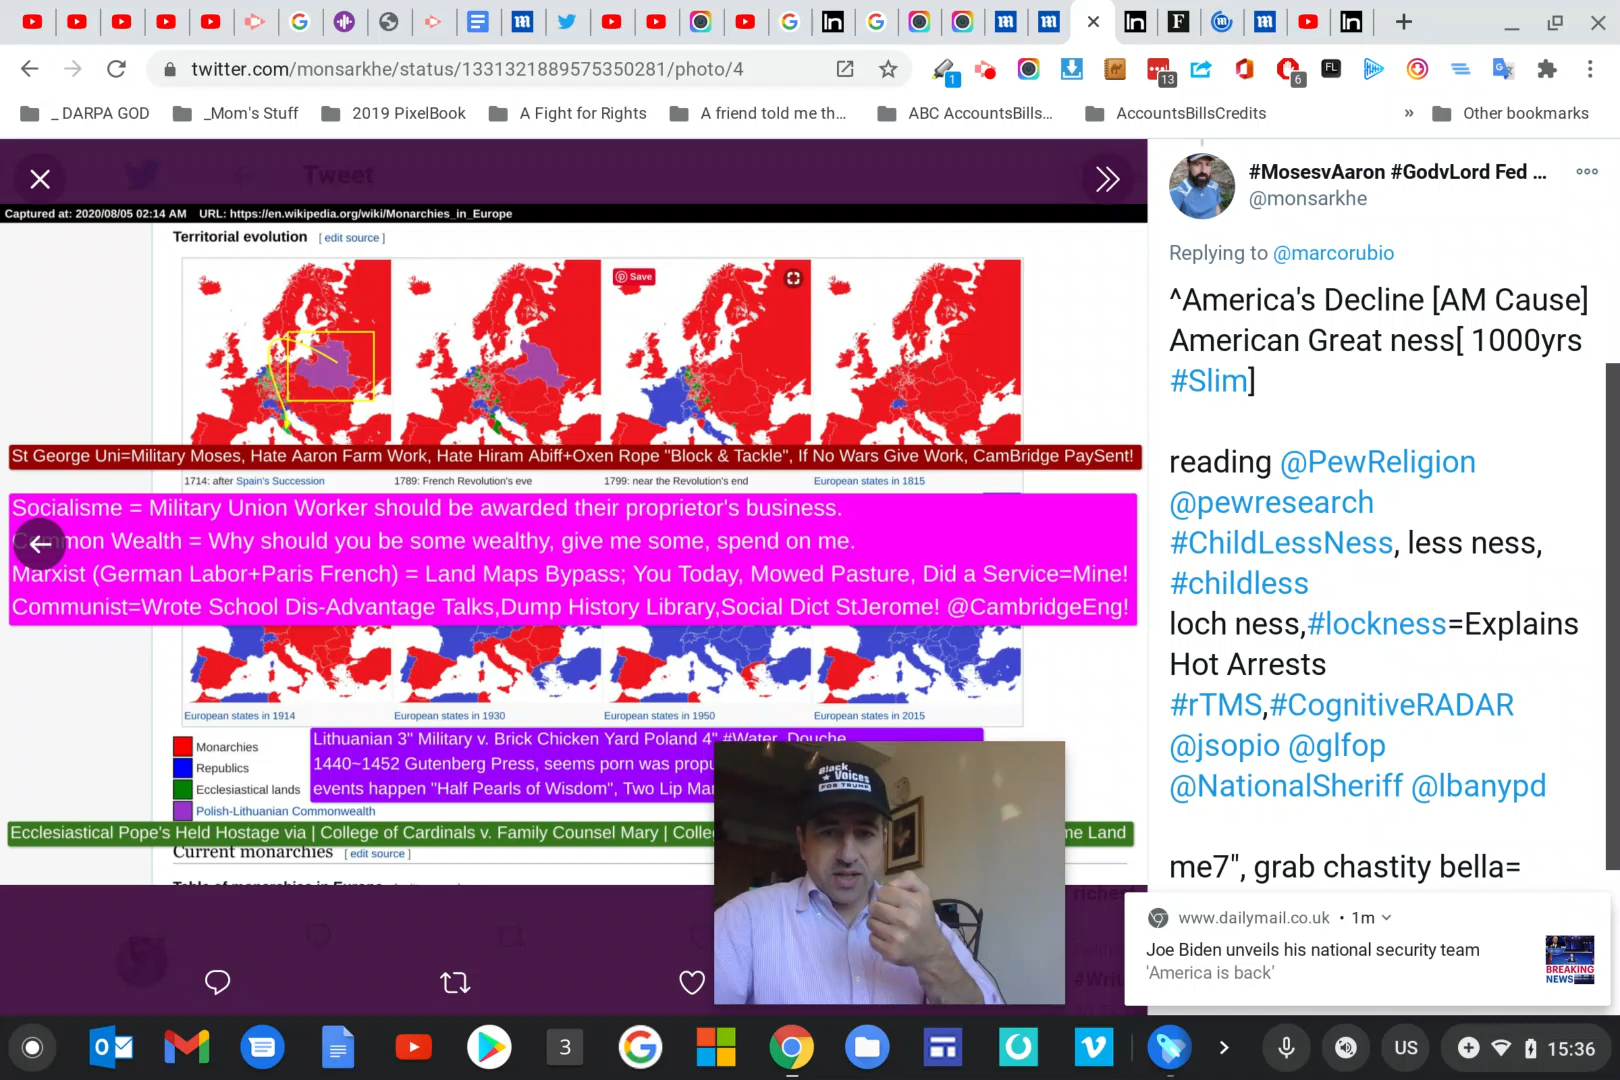 twitter.com/monsarkhe/status/1331321889575350281/photo/4
1
13
6
FL
_ DARPA GOD
_Mom's Stuff
2019 PixelBook
A Fight for Rights
A friend told me th...
ABC AccountsBills...
AccountsBillsCredits
»
Other bookmarks
Tweet
Captured at: 2020/08/05 02:14 AM URL: https://en.wikipedia.org/wiki/Monarchies_in_Europe
Territorial evolution [ edit source ]
Save
St George Uni=Military Moses, Hate Aaron Farm Work, Hate Hiram Abiff+Oxen Rope "Block & Tackle", If No Wars Give Work, CamBridge PaySent!
1714: after Spain's Succession
1789: French Revolution's eve
1799: near the Revolution's end
European states in 1815
Socialisme = Military Union Worker should be awarded their proprietor's business.
Common Wealth = Why should you be some wealthy, give me some, spend on me.
Marxist (German Labor+Paris French) = Land Maps Bypass; You Today, Mowed Pasture, Did a Service=Mine!
Communist=Wrote School Dis-Advantage Talks,Dump History Library,Social Dict StJerome! @CambridgeEng!
European states in 1914
European states in 1930
European states in 1950
European states in 2015
Monarchies
Republics
Ecclesiastical lands
Polish-Lithuanian Commonwealth
Lithuanian 3" Military v. Brick Chicken Yard Poland 4" #Water, Douche
1440~1452 Gutenberg Press, seems porn was propu
events happen "Half Pearls of Wisdom", Two Lip Ma
Ecclesiastical Pope's Held Hostage via | College of Cardinals v. Family Counsel Mary | Colle
me Land
Current monarchies [ edit source ]
Black
Voices
FOR TRUMP
#MosesvAaron #GodvLord Fed ...
@monsarkhe
Replying to @marcorubio
^America's Decline [AM Cause]
American Great ness[ 1000yrs
#Slim]
reading @PewReligion
@pewresearch
#ChildLessNess, less ness,
#childless
loch ness,#lockness=Explains
Hot Arrests
#rTMS,#CognitiveRADAR
@jsopio @glfop
@NationalSheriff @lbanypd
me7", grab chastity bella=
www.dailymail.co.uk • 1m
Joe Biden unveils his national security team
'America is back'
BREAKING
NEWS
3
US
15:36